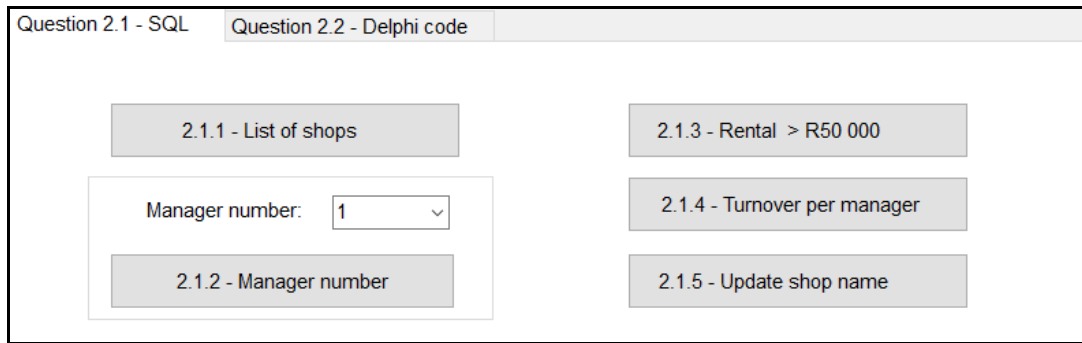 Question 2.1 - SQL
Question 2.2 - Delphi code
2.1.1 - List of shops
2.1.3 - Rental > R50 000
Manager number:
1
2.1.4 - Turnover per manager
2.1.2 - Manager number
2.1.5 - Update shop name